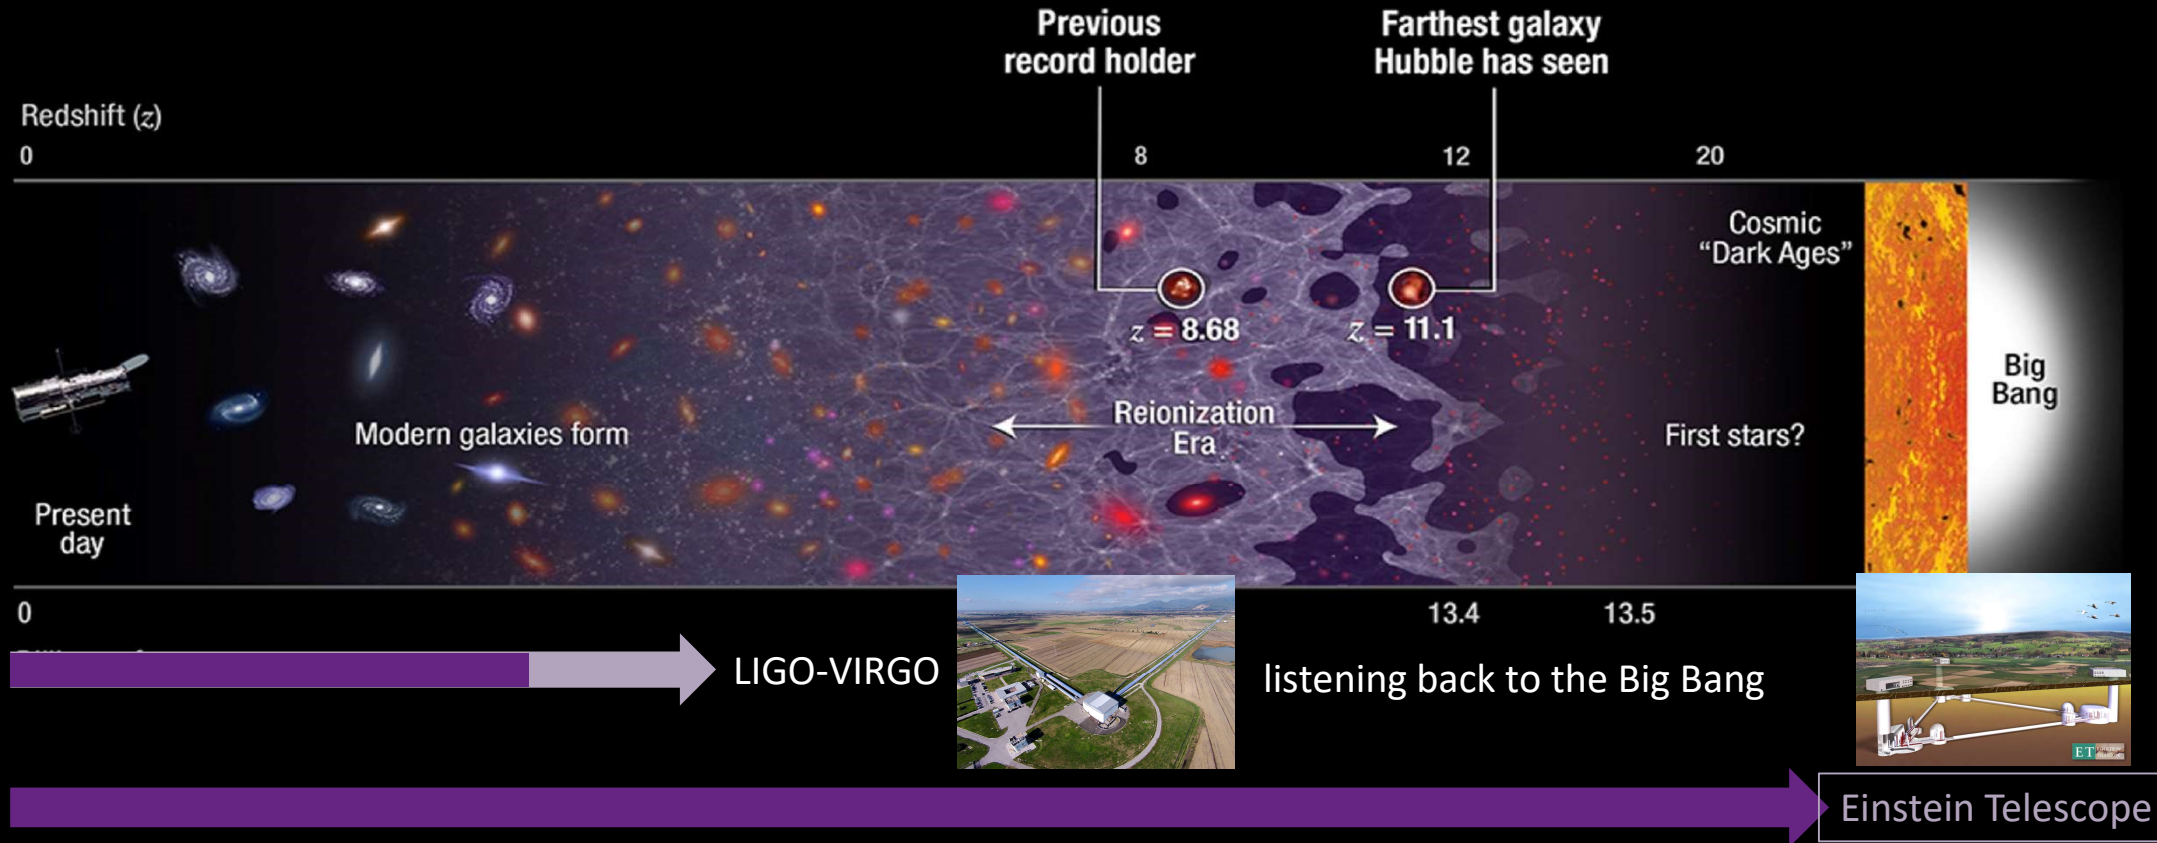 Previous
record holder
Farthest galaxy
Hubble has seen
Redshift (z)
0
8
12
20
Cosmic
“Dark Ages”
z = 8.68
z = 11.1
Big
Bang
Reionization
Era
Modern galaxies form
First stars?
Present
day
0
13.4
13.5
LIGO-VIRGO
listening back to the Big Bang
ET
Einstein Telescope